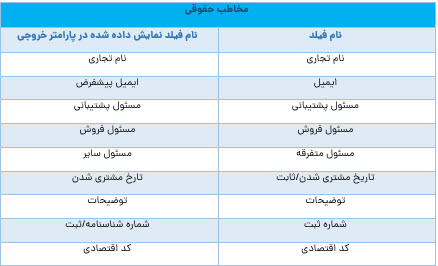 مخاطب حقوقی
نام فیلد	نام فیلد نمایش داده شده در پارامتر خروجی
نام تجاری	نام تجاری
ایمیل	ایمیل پیشفرض
مسئول پشتیبانی	مسئول پشتیبانی
مسئول فروش	مسئول فروش
مسئول متفرقه	مسئول سایر
تاریخ مشتری شدن/ثابت	تارخ مشتری شدن
توضیحات	توضیحات
شماره ثبت	شماره شناسنامه/ثبت
کد اقتصادی	کد اقتصادی